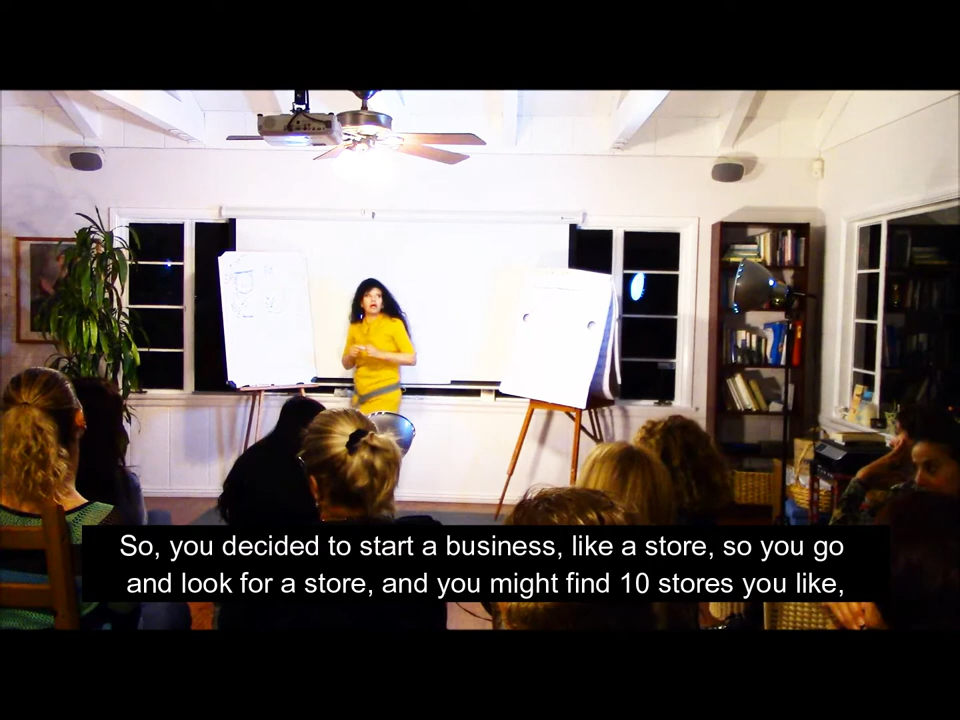 So, you decided to start a business, like a store, so you go
and look for a store, and you might find 10 stores you like,